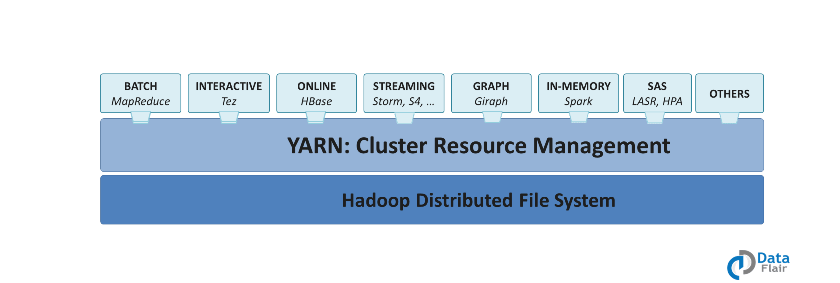 BATCH
MapReduce
INTERACTIVE
Tez
ONLINE
HBase
STREAMING
Storm, S4, ...
GRAPH
Giraph
IN-MEMORY
Spark
SAS
LASR, HPA
OTHERS
YARN: Cluster Resource Management
Hadoop Distributed File System
Data
Flair